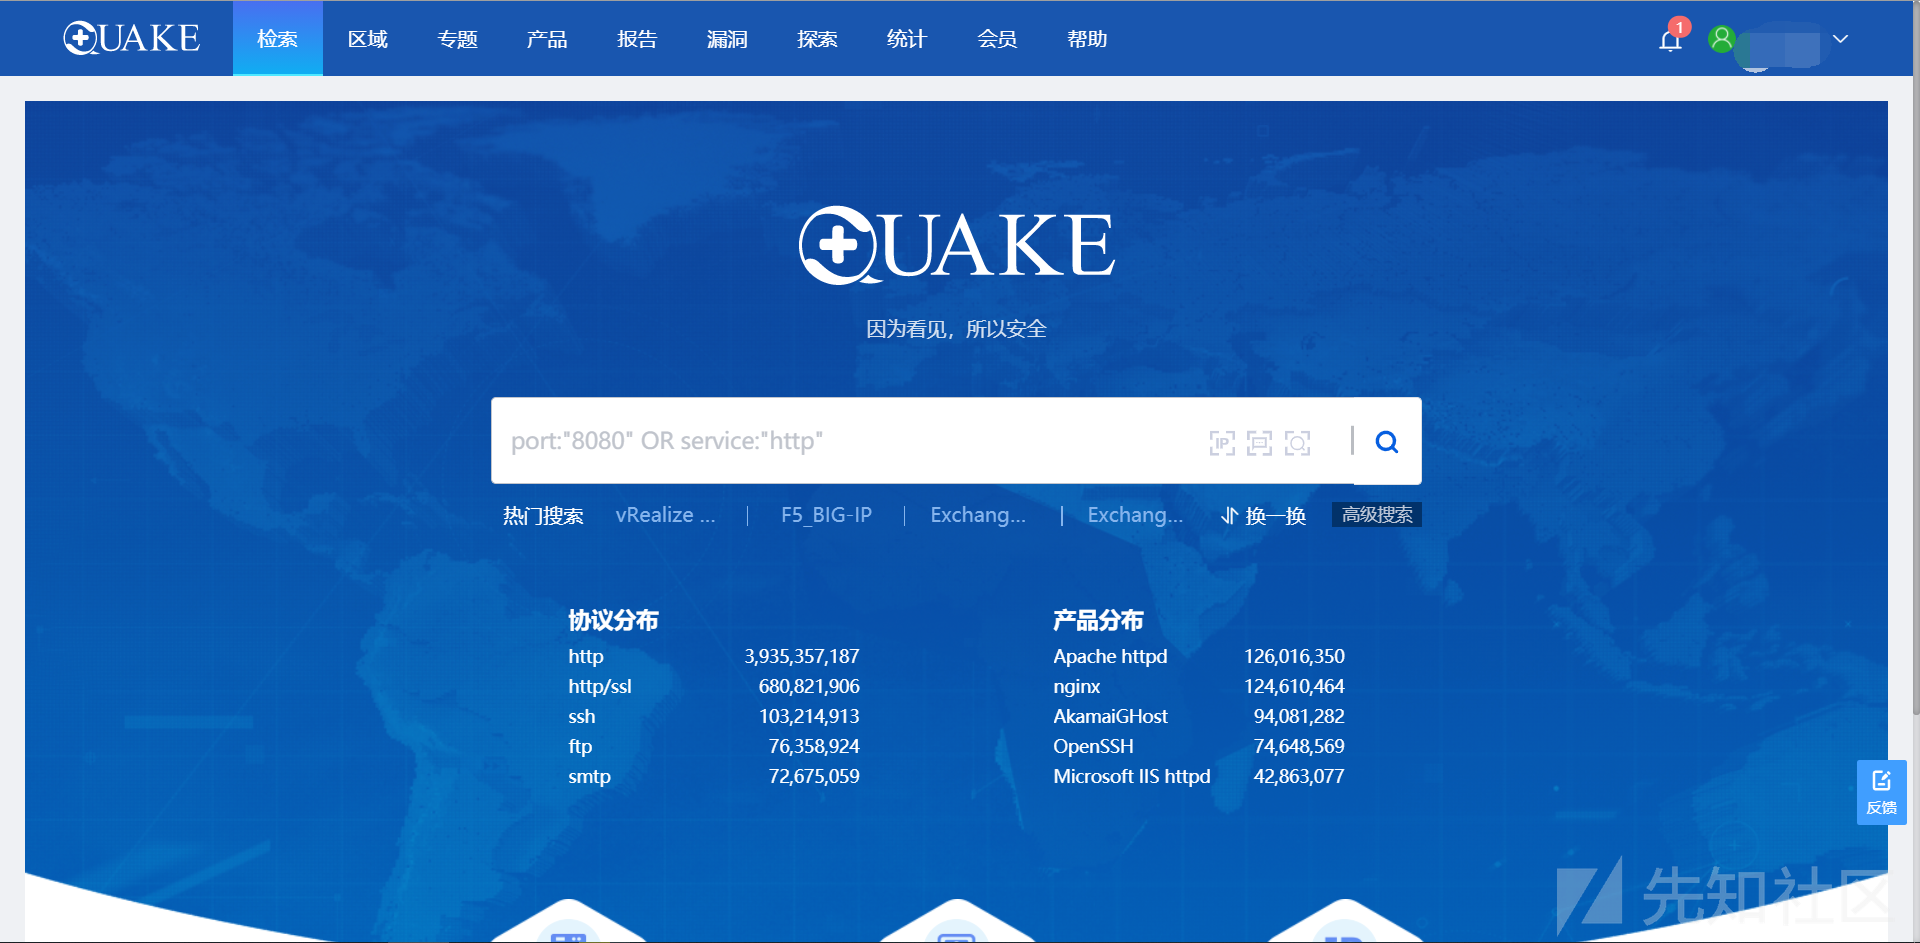 QUAKE 检索 区域 专题 产品 报告 漏洞 探索 统计 会员 帮助 1
QUAKE
因为看见，所以安全
port:"8080" OR service:"http" IP
热门搜索 vRealize ... | F5_BIG-IP | Exchang... | Exchang... 换一换 高级搜索
协议分布
http 3,935,357,187
http/ssl 680,821,906
ssh 103,214,913
ftp 76,358,924
smtp 72,675,059
产品分布
Apache httpd 126,016,350
nginx 124,610,464
AkamaiGHost 94,081,282
OpenSSH 74,648,569
Microsoft IIS httpd 42,863,077
反馈
先知社区